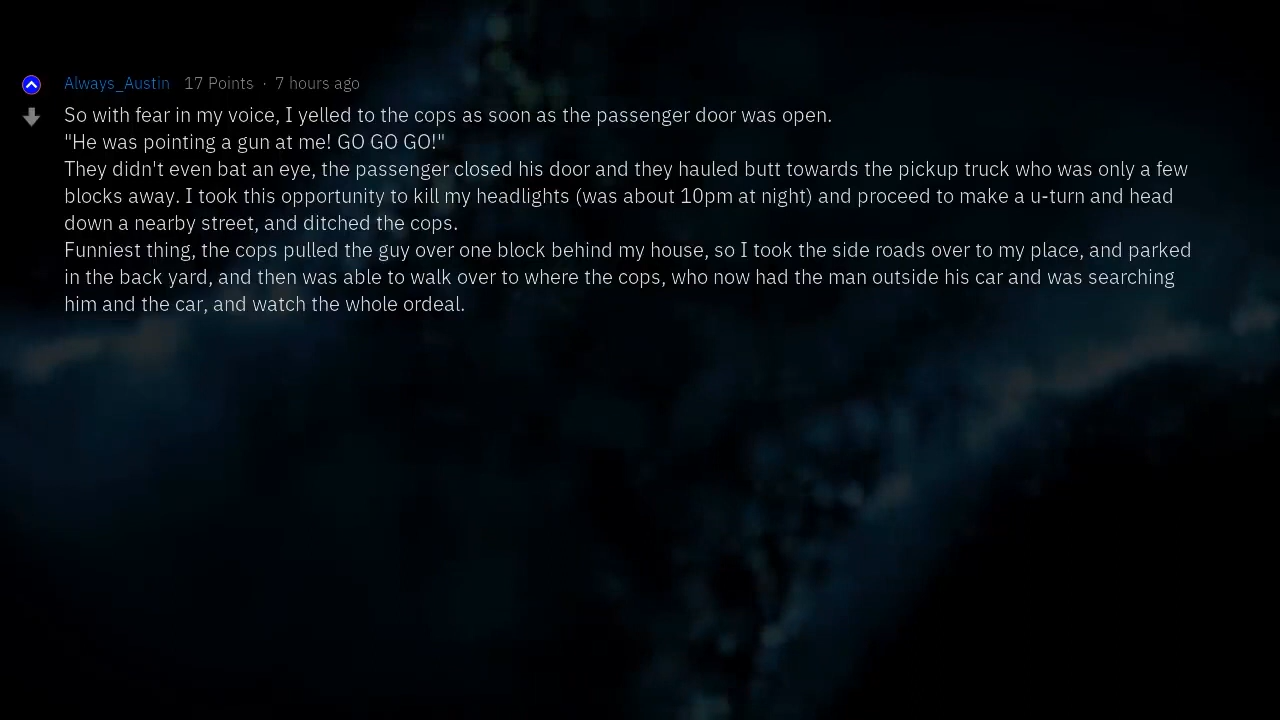 Always_Austin 17 Points · 7 hours ago
So with fear in my voice, I yelled to the cops as soon as the passenger door was open.
"He was pointing a gun at me! GO GO GO!"
They didn't even bat an eye, the passenger closed his door and they hauled butt towards the pickup truck who was only a few
blocks away. I took this opportunity to kill my headlights (was about 10pm at night) and proceed to make a u-turn and head
down a nearby street, and ditched the cops.
Funniest thing, the cops pulled the guy over one block behind my house, so I took the side roads over to my place, and parked
in the back yard, and then was able to walk over to where the cops, who now had the man outside his car and was searching
him and the car, and watch the whole ordeal.